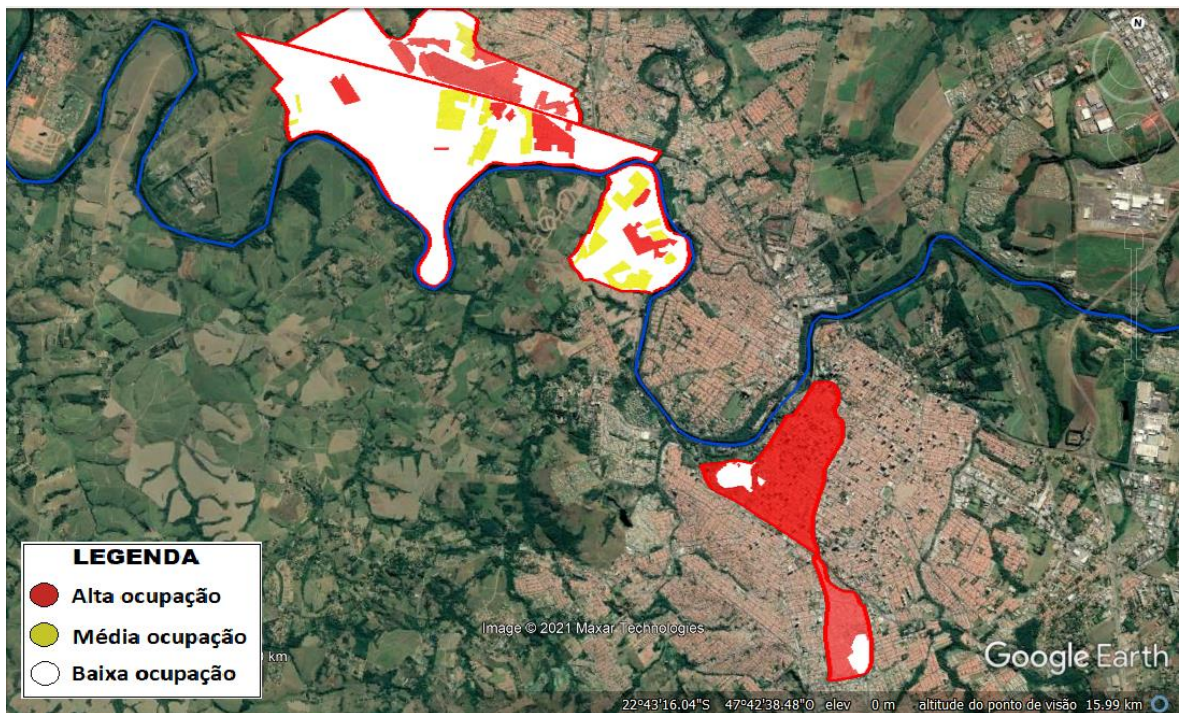 N
LEGENDA
Alta ocupação
Média ocupação
Baixa ocupação
km
Image © 2021 Maxar Technologies
Google Earth
22°43'16.04"S 47°42'38.48"O elev 0 m altitude do ponto de visão 15.99 km